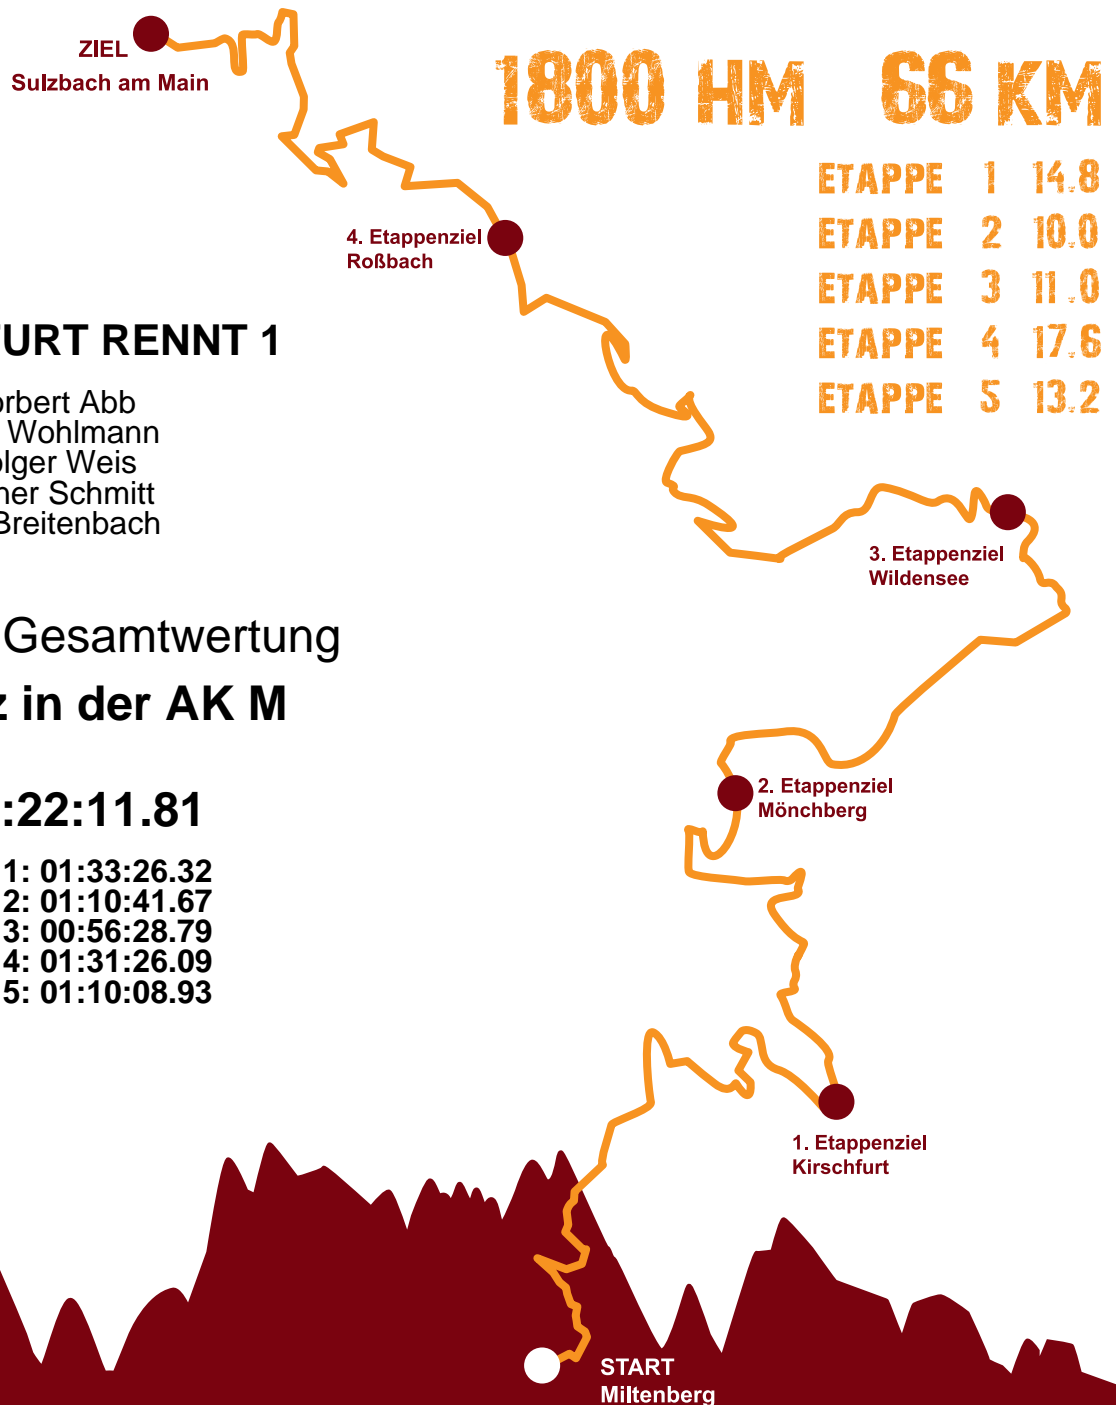 ZIEL
Sulzbach am Main
1800 HM 66 KM
ETAPPE 1 14.8
ETAPPE 2 10.0
ETAPPE 3 11.0
ETAPPE 4 17.6
ETAPPE 5 13.2
4. Etappenziel
Roßbach
URT RENNT 1
rbert Abb
Wohlmann
lger Weis
ner Schmitt
Breitenbach
3. Etappenziel
Wildensee
Gesamtwertung
z in der AK M
2. Etappenziel
Mönchberg
:22:11.81
1: 01:33:26.32
2: 01:10:41.67
3: 00:56:28.79
4: 01:31:26.09
5: 01:10:08.93
1. Etappenziel
Kirschfurt
START
Miltenberg